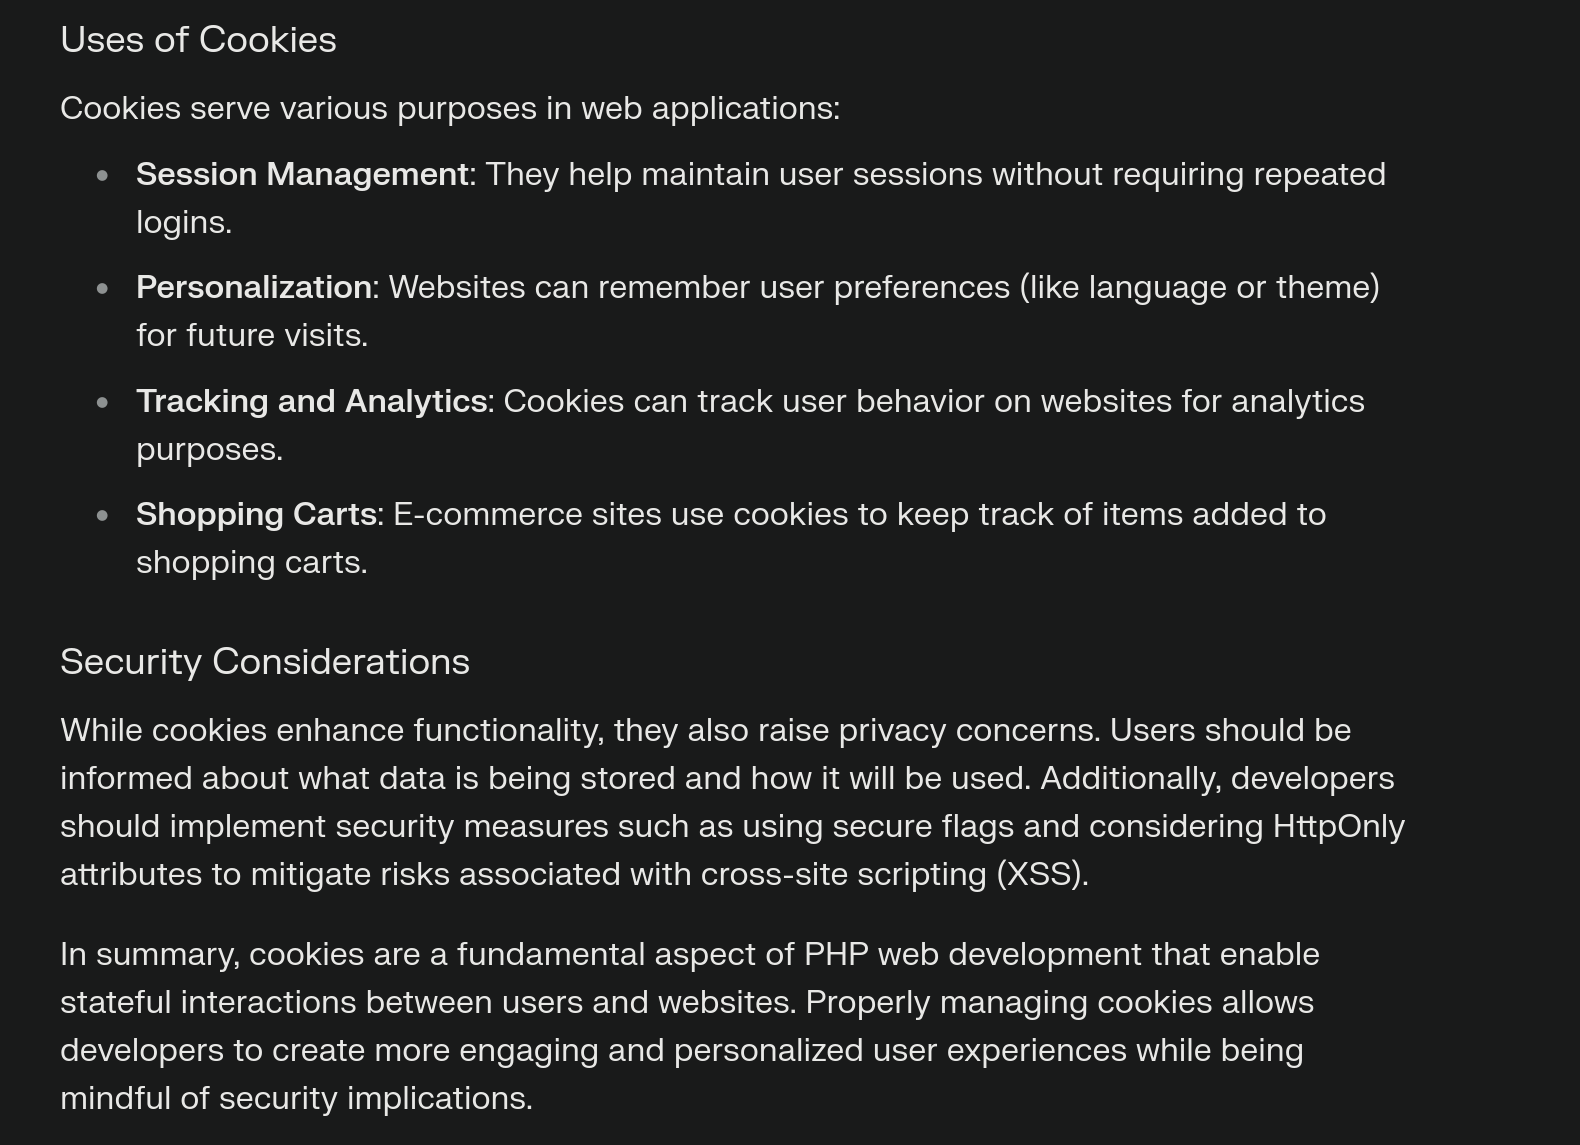 Uses of Cookies
Cookies serve various purposes in web applications:
• Session Management: They help maintain user sessions without requiring repeated
logins.
• Personalization: Websites can remember user preferences (like language or theme)
for future visits.
• Tracking and Analytics: Cookies can track user behavior on websites for analytics
purposes.
• Shopping Carts: E-commerce sites use cookies to keep track of items added to
shopping carts.
Security Considerations
While cookies enhance functionality, they also raise privacy concerns. Users should be
informed about what data is being stored and how it will be used. Additionally, developers
should implement security measures such as using secure flags and considering HttpOnly
attributes to mitigate risks associated with cross-site scripting (XSS).
In summary, cookies are a fundamental aspect of PHP web development that enable
stateful interactions between users and websites. Properly managing cookies allows
developers to create more engaging and personalized user experiences while being
mindful of security implications.